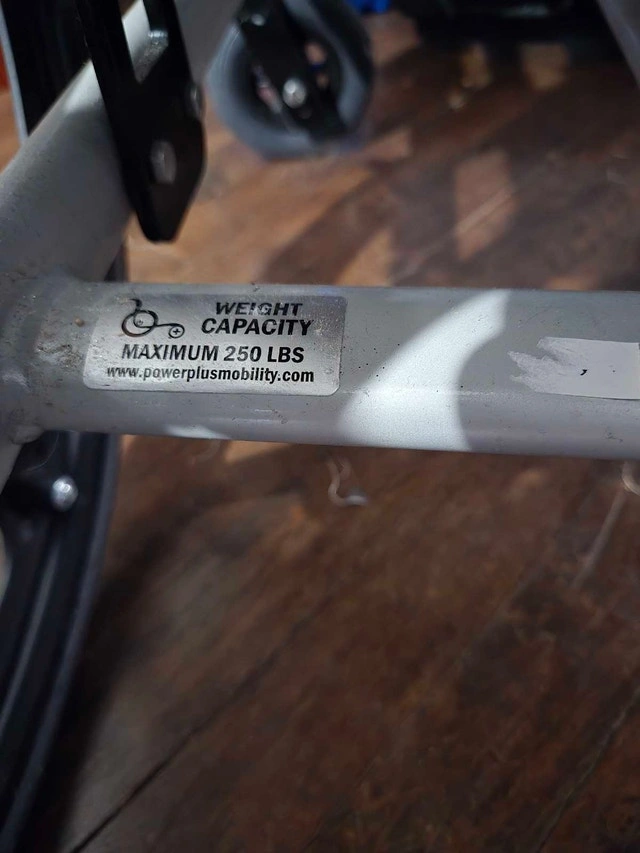 WEIGHT
CAPACITY
MAXIMUM 250 LBS
www.powerplusmobility.com